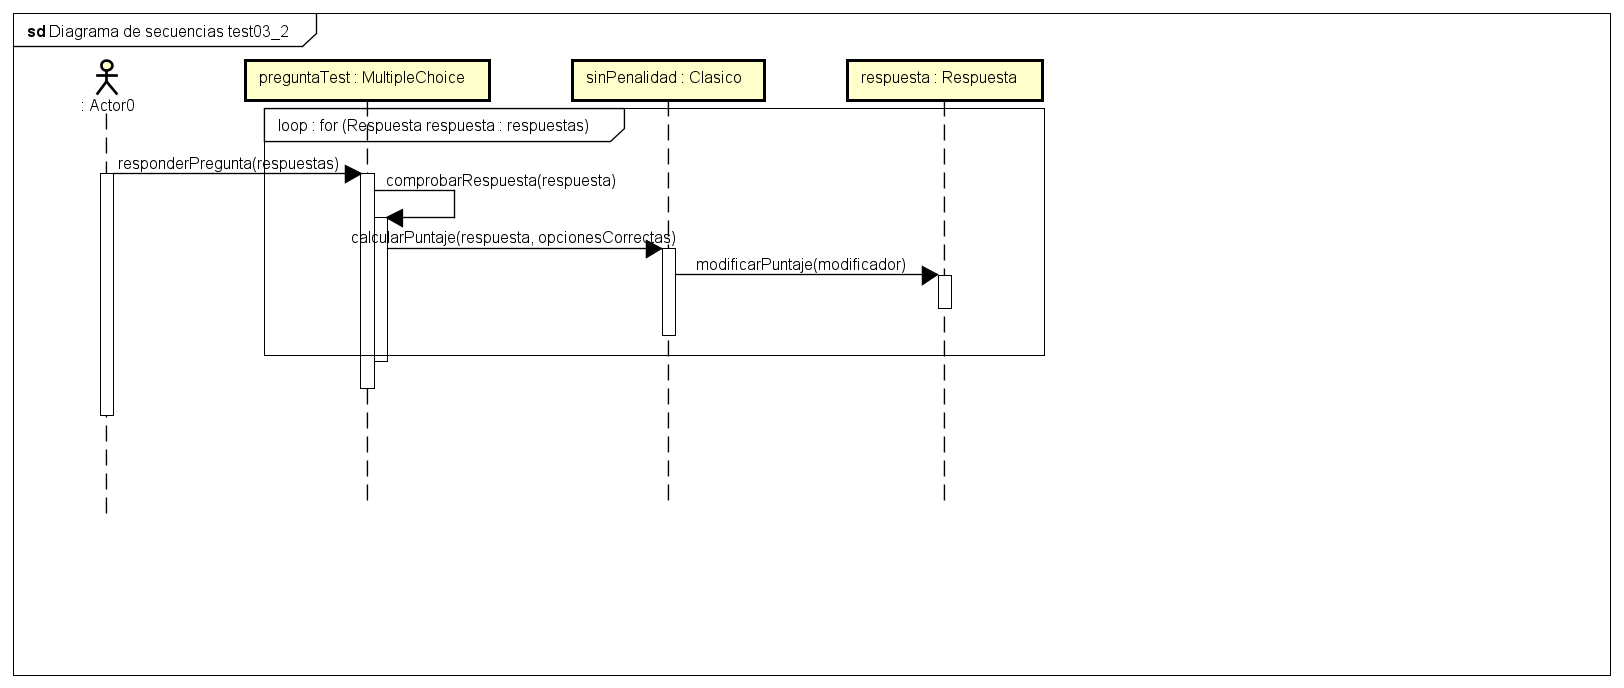 sd Diagrama de secuencias test03_2
: Actor0
preguntaTest : MultipleChoice
sinPenalidad : Clasico
respuesta : Respuesta
loop : for (Respuesta respuesta : respuestas)
responderPregunta(respuestas)
comprobarRespuesta(respuesta)
calcularPuntaje(respuesta, opcionesCorrectas)
modificarPuntaje(modificador)